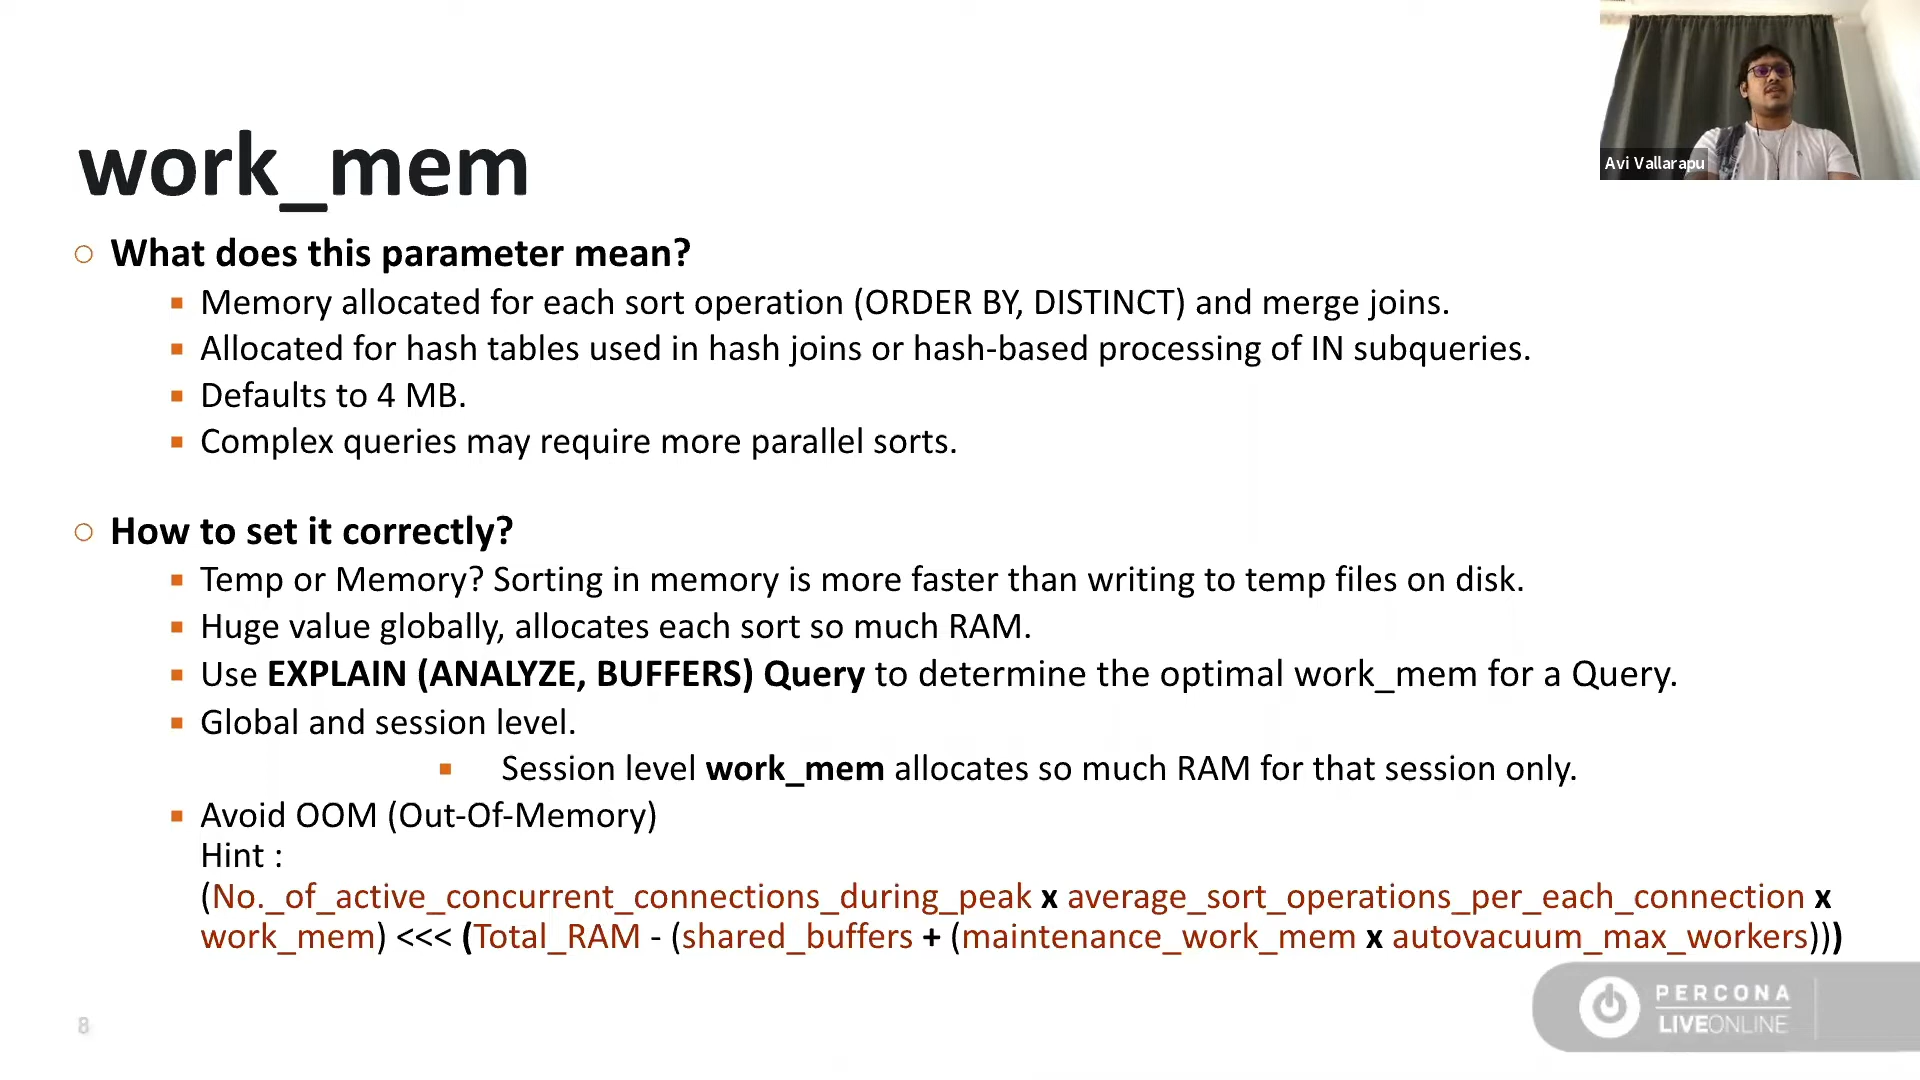 Avi Vallarapu
work_mem
○ What does this parameter mean?
▪ Memory allocated for each sort operation (ORDER BY, DISTINCT) and merge joins.
▪ Allocated for hash tables used in hash joins or hash-based processing of IN subqueries.
▪ Defaults to 4 MB.
▪ Complex queries may require more parallel sorts.
○ How to set it correctly?
▪ Temp or Memory? Sorting in memory is more faster than writing to temp files on disk.
▪ Huge value globally, allocates each sort so much RAM.
▪ Use EXPLAIN (ANALYZE, BUFFERS) Query to determine the optimal work_mem for a Query.
▪ Global and session level.
▪ Session level work_mem allocates so much RAM for that session only.
▪ Avoid OOM (Out-Of-Memory)
Hint :
(No._of_active_concurrent_connections_during_peak x average_sort_operations_per_each_connection x
work_mem) <<< (Total_RAM - (shared_buffers + (maintenance_work_mem x autovacuum_max_workers)))
8
PERCONA
LIVEONLINE